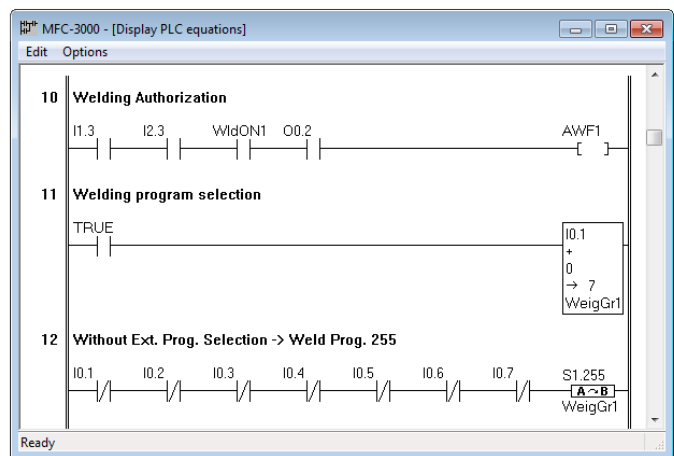 MFC-3000 - [Display PLC equations]
Edit Options
10 Welding Authorization
I1.3 I2.3 WldON1 O0.2 AWF1
11 Welding program selection
TRUE
I0.1
+
0
→ 7
WeigGr1
12 Without Ext. Prog. Selection -> Weld Prog. 255
I0.1 I0.2 I0.3 I0.4 I0.5 I0.6 I0.7 S1.255
A~B
WeigGr1
Ready